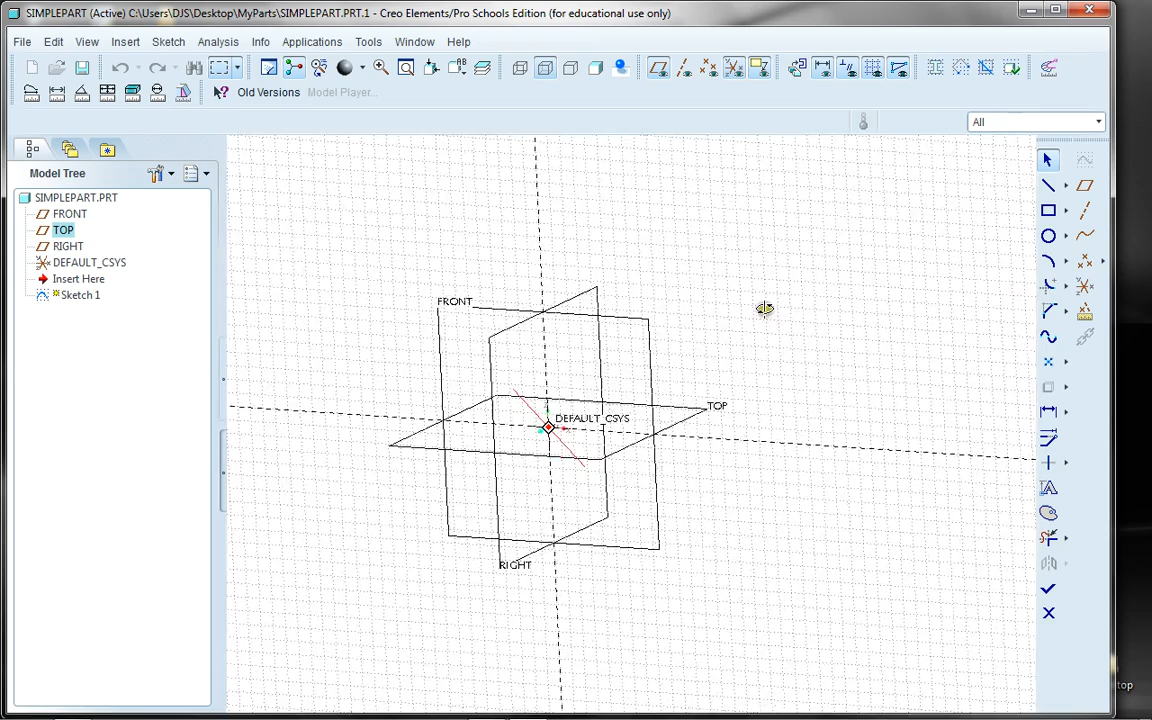 SIMPLEPART (Active) C:\Users\DJS\Desktop\MyParts\SIMPLEPART.PRT.1 - Creo Elements/Pro Schools Edition (for educational use only)
File Edit View Insert Sketch Analysis Info Applications Tools Window Help
Old Versions Model Player...
All
Model Tree
SIMPLEPART.PRT
FRONT
TOP
RIGHT
DEFAULT_CSYS
Insert Here
Sketch 1
FRONT
TOP
DEFAULT_CSYS
RIGHT
top